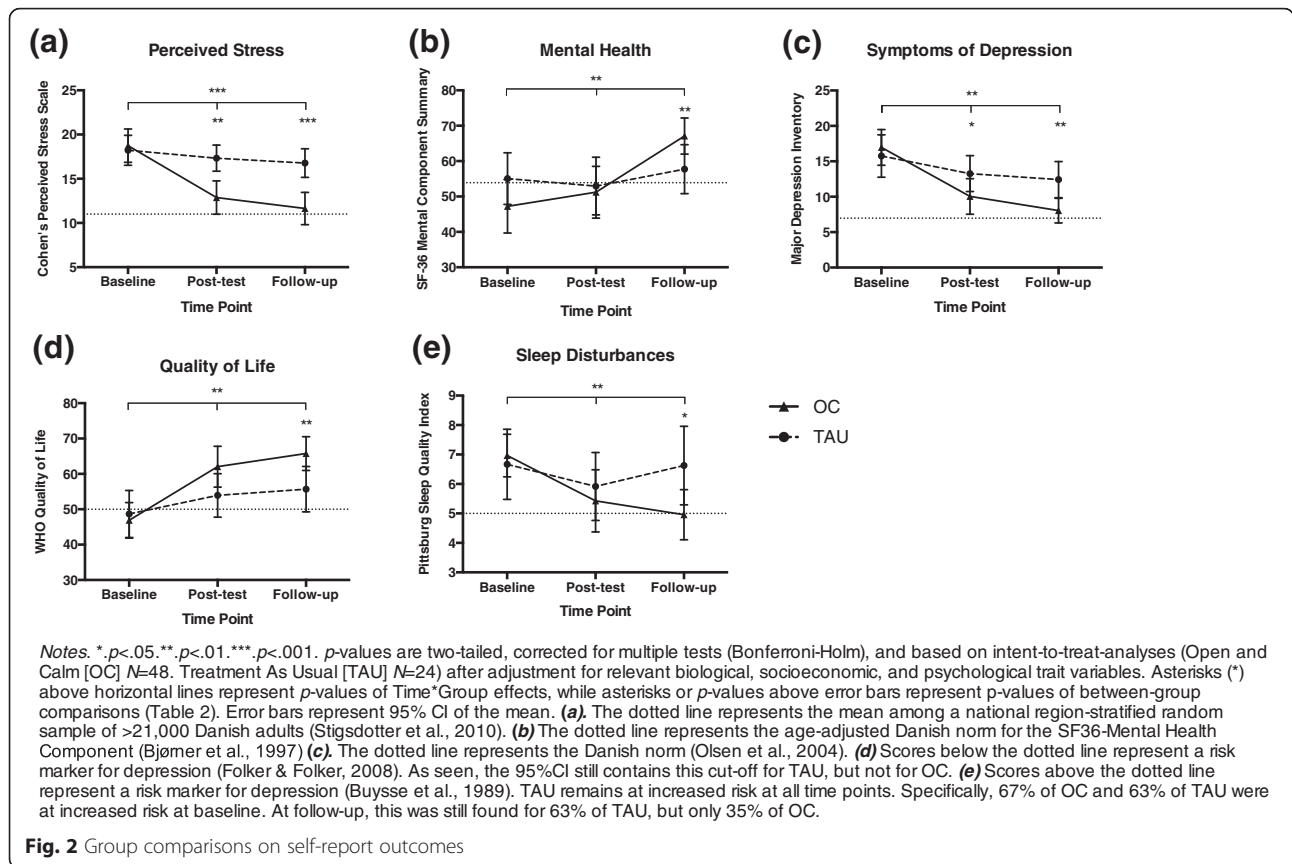 (a)
Perceived Stress
Cohen's Perceived Stress Scale
25
20
15
10
5
***
**
***
Baseline
Post-test
Follow-up
Time Point
(b)
Mental Health
SF-36 Mental Component Summary
80
70
60
50
40
30
**
**
Baseline
Post-test
Follow-up
Time Point
(c)
Symptoms of Depression
Major Depression Inventory
25
20
15
10
5
0
**
*
**
Baseline
Post-test
Follow-up
Time Point
(d)
Quality of Life
WHO Quality of Life
80
70
60
50
40
30
**
**
Baseline
Post-test
Follow-up
Time Point
(e)
Sleep Disturbances
Pittsburg Sleep Quality Index
9
8
7
6
5
4
3
**
*
Baseline
Post-test
Follow-up
Time Point
OC
TAU
Notes. *.p<.05.**.p<.01.***.p<.001. p-values are two-tailed, corrected for multiple tests (Bonferroni-Holm), and based on intent-to-treat-analyses (Open and
Calm [OC] N=48. Treatment As Usual [TAU] N=24) after adjustment for relevant biological, socioeconomic, and psychological trait variables. Asterisks (*)
above horizontal lines represent p-values of Time*Group effects, while asterisks or p-values above error bars represent p-values of between-group
comparisons (Table 2). Error bars represent 95% CI of the mean. (a). The dotted line represents the mean among a national region-stratified random
sample of >21,000 Danish adults (Stigsdotter et al., 2010). (b) The dotted line represents the age-adjusted Danish norm for the SF36-Mental Health
Component (Bjørner et al., 1997) (c). The dotted line represents the Danish norm (Olsen et al., 2004). (d) Scores below the dotted line represent a risk
marker for depression (Folker & Folker, 2008). As seen, the 95%CI still contains this cut-off for TAU, but not for OC. (e) Scores above the dotted line
represent a risk marker for depression (Buysse et al., 1989). TAU remains at increased risk at all time points. Specifically, 67% of OC and 63% of TAU were
at increased risk at baseline. At follow-up, this was still found for 63% of TAU, but only 35% of OC.
Fig. 2 Group comparisons on self-report outcomes